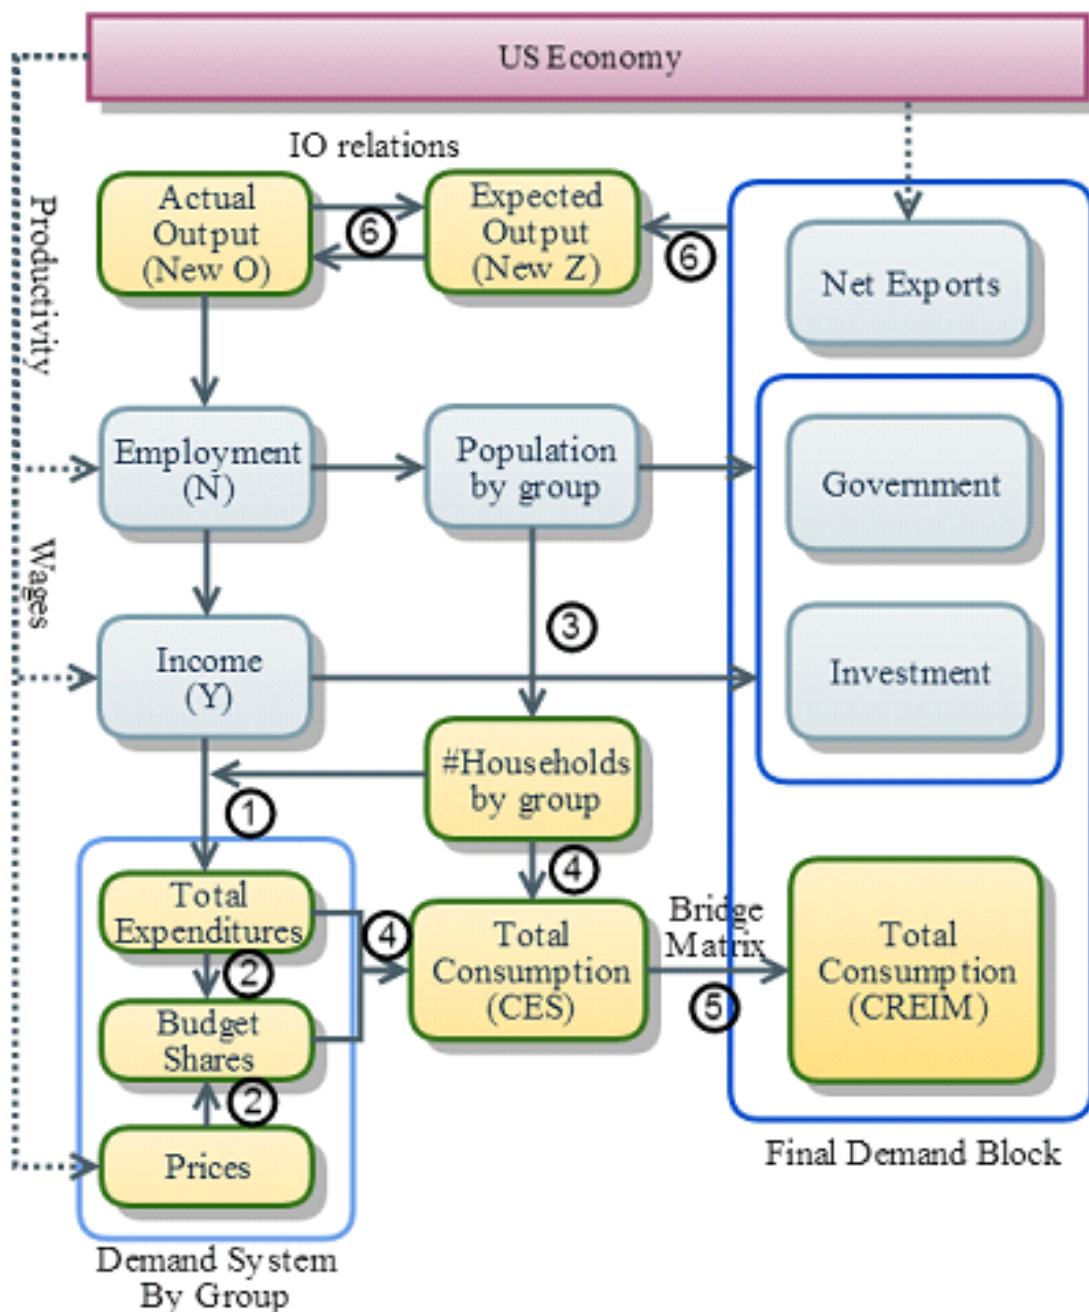 US Economy
IO relations
Actual
Output
(New O)
6
Expected
Output
(New Z)
6
Net Exports
Productivity
Employment
(N)
Population
by group
Government
Wages
Income
(Y)
3
Investment
#Households
by group
1
Total
Expenditures
2
Budget
Shares
2
Prices
4
4
Total
Consumption
(CES)
Bridge
Matrix
5
Total
Consumption
(CREIM)
Final Demand Block
Demand System
By Group